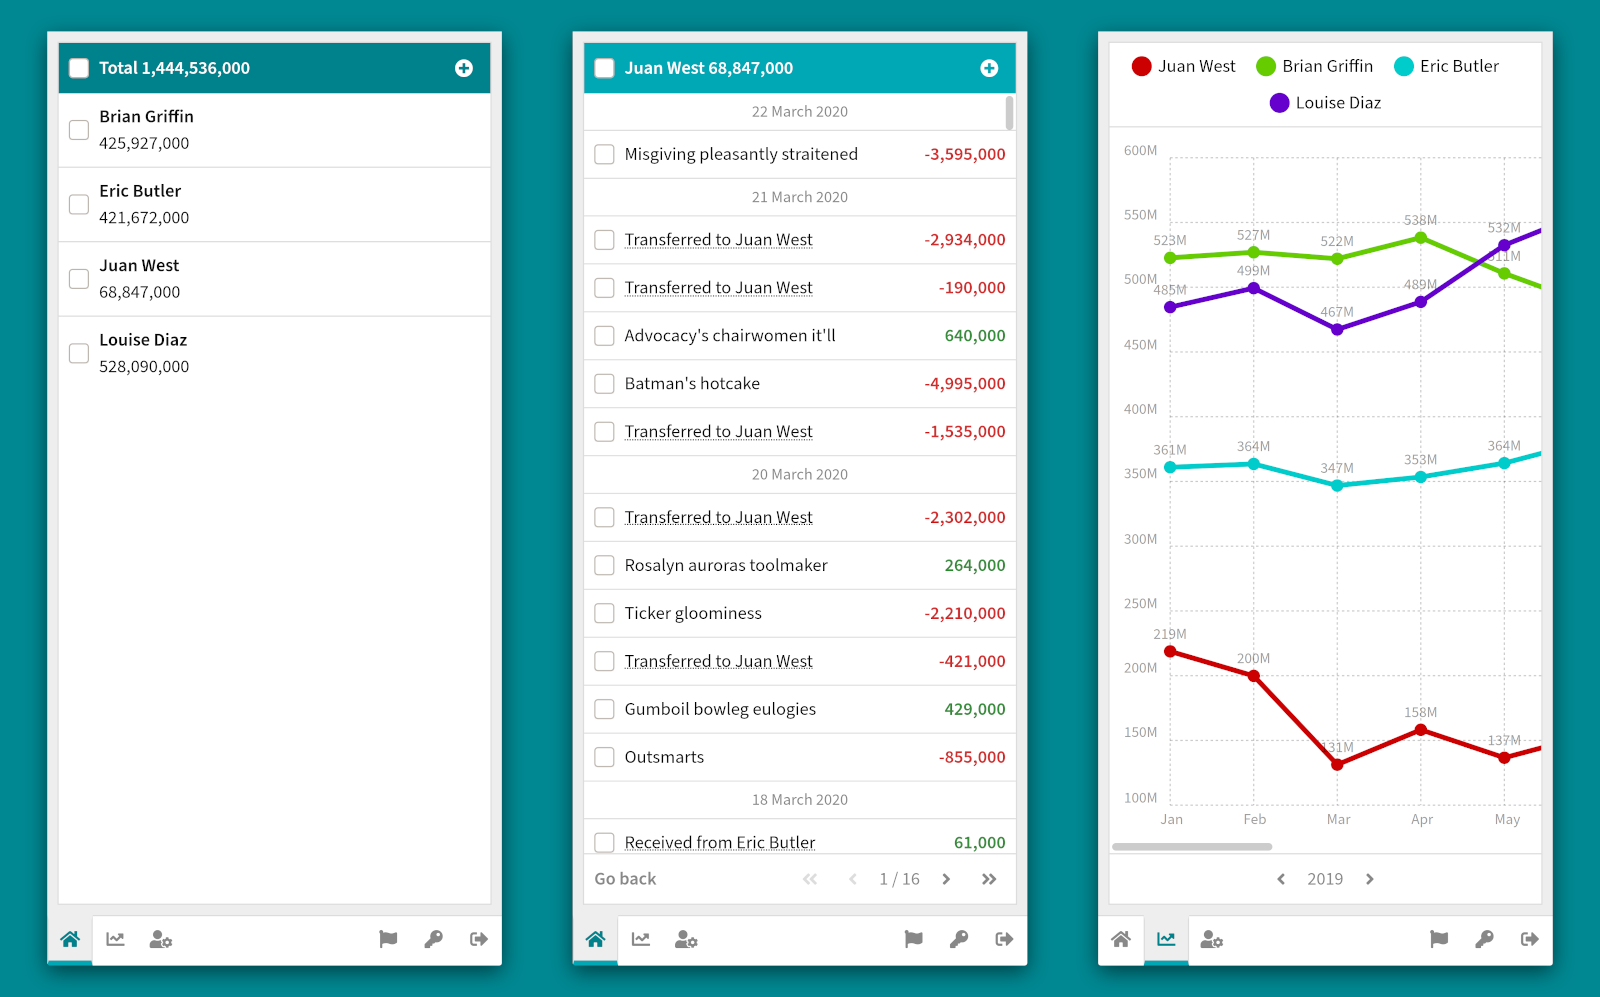 Total 1,444,536,000
Brian Griffin
425,927,000
Eric Butler
421,672,000
Juan West
68,847,000
Louise Diaz
528,090,000
Juan West 68,847,000
22 March 2020
Misgiving pleasantly straitened -3,595,000
21 March 2020
Transferred to Juan West -2,934,000
Transferred to Juan West -190,000
Advocacy's chairwomen it'll 640,000
Batman's hotcake -4,995,000
Transferred to Juan West -1,535,000
20 March 2020
Transferred to Juan West -2,302,000
Rosalyn auroras toolmaker 264,000
Ticker gloominess -2,210,000
Transferred to Juan West -421,000
Gumboil bowleg eulogies 429,000
Outsmarts -855,000
18 March 2020
Received from Eric Butler 61,000
Go back 1 / 16
Juan West Brian Griffin Eric Butler
Louise Diaz
600M
550M
500M
450M
400M
350M
300M
250M
200M
150M
100M
523M 527M 522M 538M 511M
485M 499M 467M 489M 532M
361M 364M 347M 353M 364M
219M 200M 131M 158M 137M
Jan Feb Mar Apr May
2019